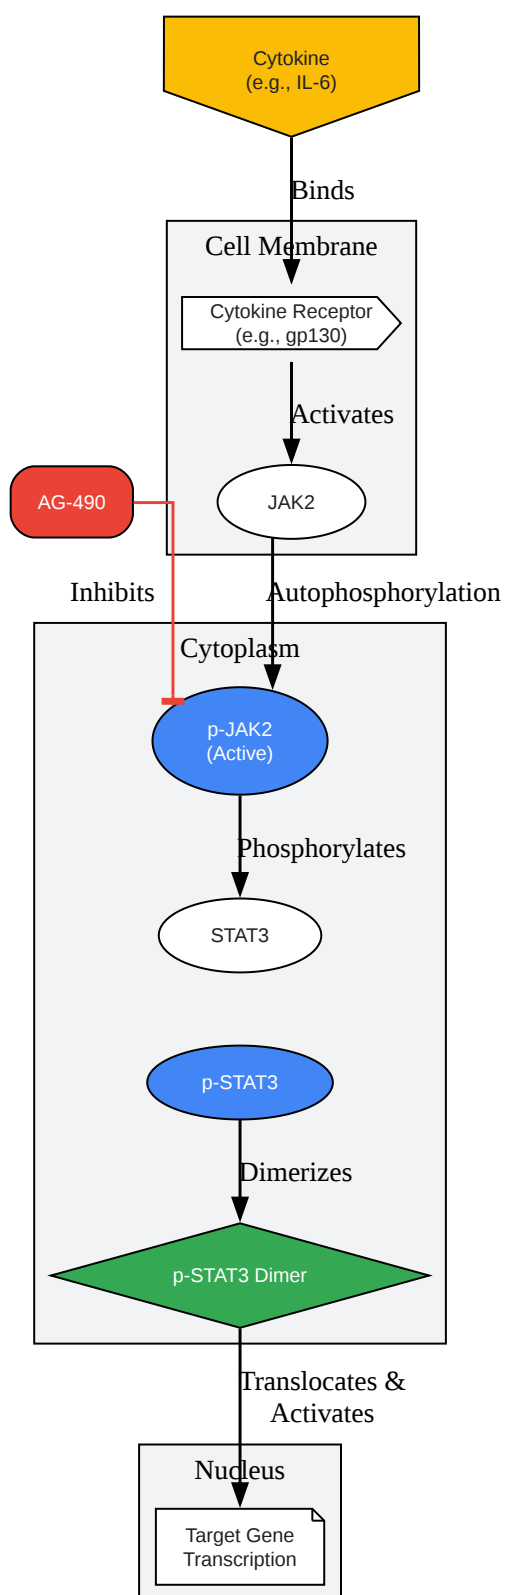 Cytokine
(e.g., IL-6)
Binds
Cell Membrane
Cytokine Receptor
(e.g., gp130)
Activates
AG-490
JAK2
Inhibits
Autophosphorylation
Cytoplasm
p-JAK2
(Active)
Phosphorylates
STAT3
p-STAT3
Dimerizes
p-STAT3 Dimer
Translocates &
Activates
Nucleus
Target Gene
Transcription